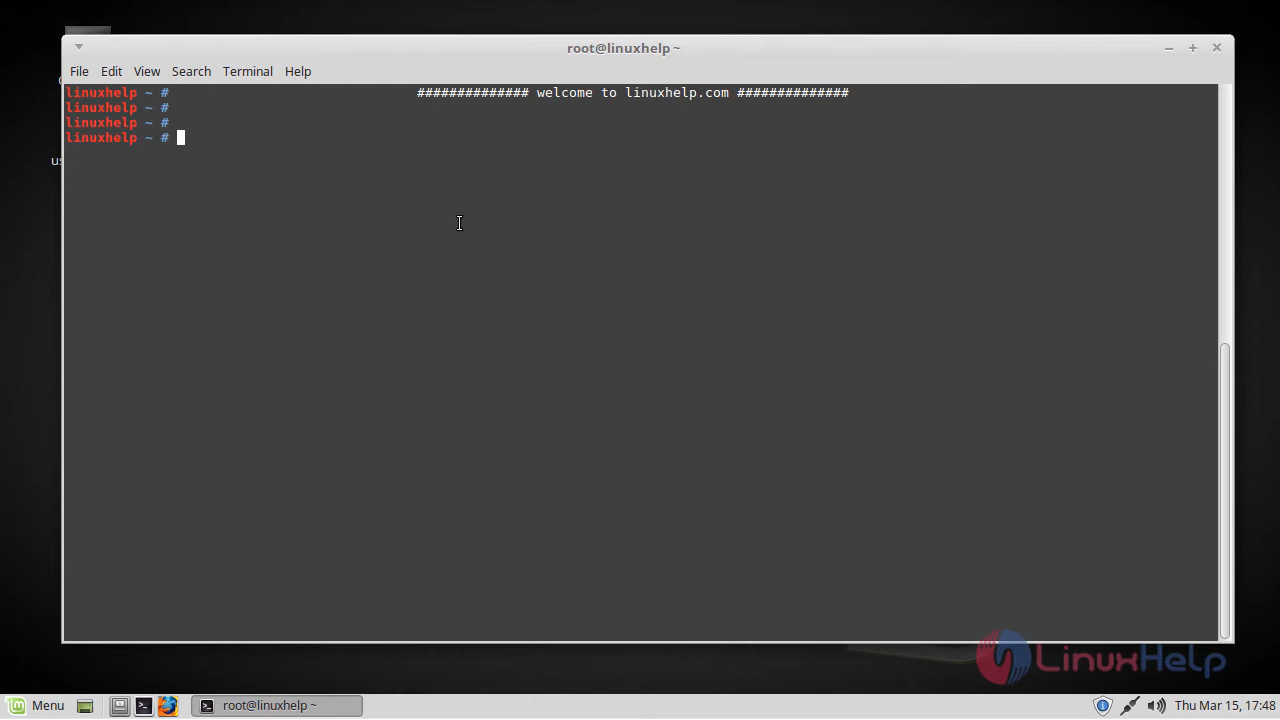 root@linuxhelp ~
File Edit View Search Terminal Help
linuxhelp ~ # ############## welcome to linuxhelp.com ##############
linuxhelp ~ #
linuxhelp ~ #
linuxhelp ~ #
us
LinuxHelp
Menu root@linuxhelp ~ Thu Mar 15, 17:48